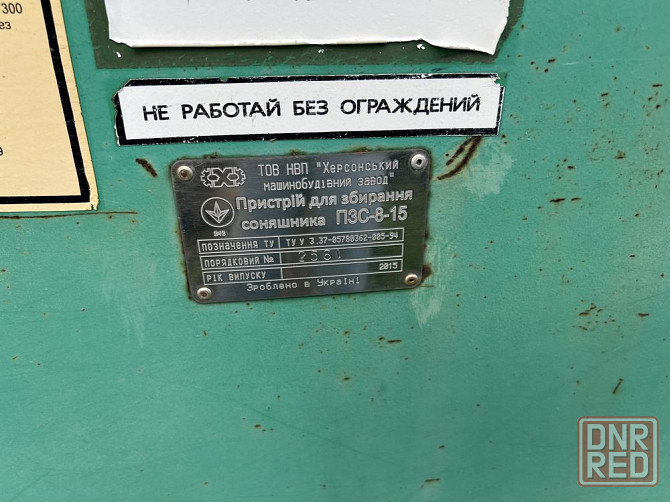 300
НЕ РАБОТАЙ БЕЗ ОГРАЖДЕНИЙ
ТОВ НВП "Херсонський
машинобудівний завод"
Пристрій для збирання
соняшника ПЗС-8-15
позначення ТУ ТУ У 3.37-05780362-005-94
порядковий №
рік випуску 2015
Зроблено в Україні
DNR
RED